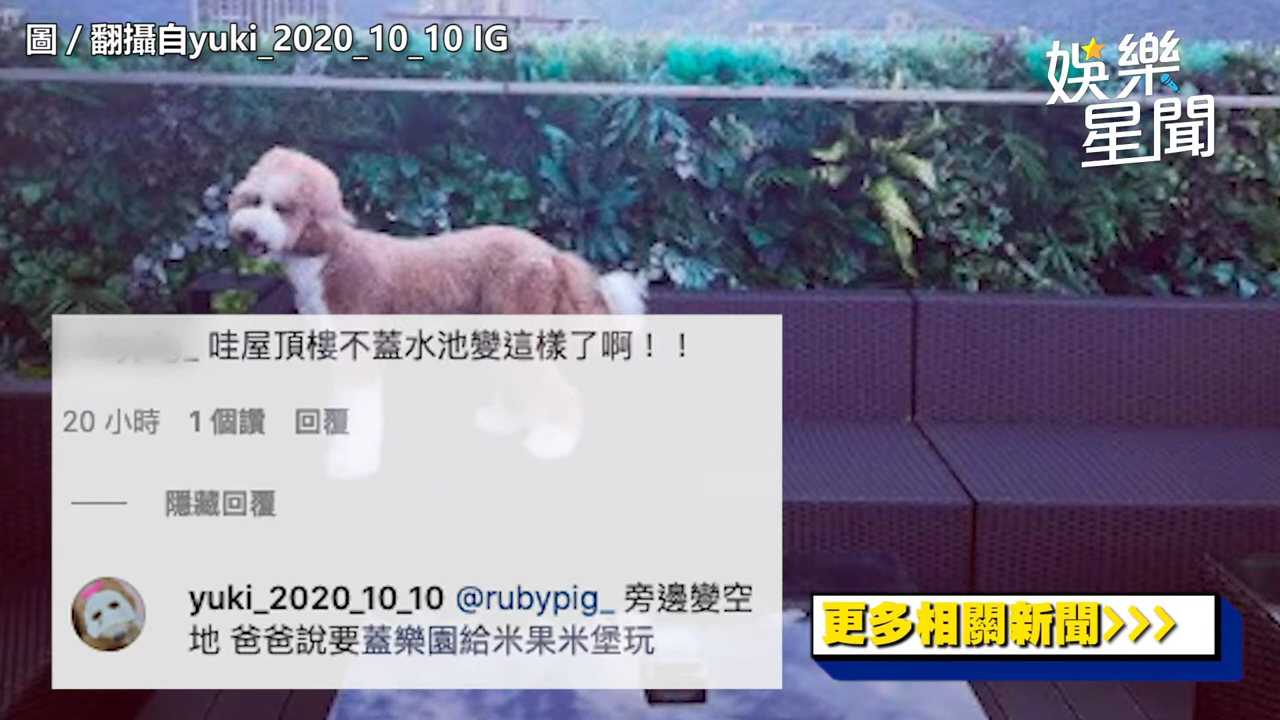 圖 / 翻攝自yuki_2020_10_10 IG
娛樂
星聞
哇屋頂樓不蓋水池變這樣了啊！！
20 小時 1 個讚 回覆
隱藏回覆
yuki_2020_10_10 @rubypig_ 旁邊變空
地 爸爸說要蓋樂園給米果米堡玩
更多相關新聞>>>